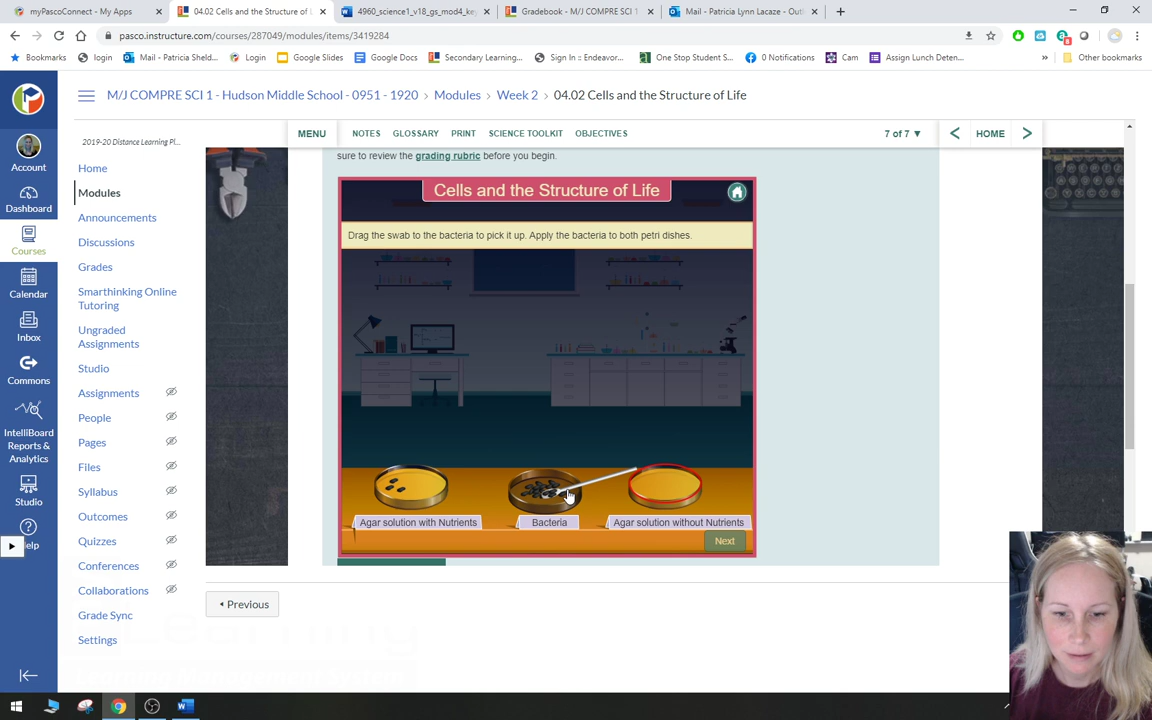 myPascoConnect - My Apps
04.02 Cells and the Structure of L
4960_science1_v18_gs_mod4_ke
Gradebook - M/J COMPRE SCI 1
Mail - Patricia Lynn Lacaze - Out
pasco.instructure.com/courses/287049/modules/items/3419284
Bookmarks
login
Mail - Patricia Sheld...
Login
Google Slides
Google Docs
Secondary Learning...
Sign In :: Endeavor...
One Stop Student S...
0 Notifications
Cam
Assign Lunch Deten...
Other bookmarks
M/J COMPRE SCI 1 - Hudson Middle School - 0951 - 1920 › Modules › Week 2 › 04.02 Cells and the Structure of Life
Account
Dashboard
Courses
Calendar
Inbox
Commons
IntelliBoard Reports & Analytics
Studio
elp
2019-20 Distance Learning Pl...
Home
Modules
Announcements
Discussions
Grades
Smarthinking Online
Tutoring
Ungraded
Assignments
Studio
Assignments
People
Pages
Files
Syllabus
Outcomes
Quizzes
Conferences
Collaborations
Grade Sync
Settings
MENU
NOTES
GLOSSARY
PRINT
SCIENCE TOOLKIT
OBJECTIVES
7 of 7 ▼
HOME
sure to review the grading rubric before you begin.
Cells and the Structure of Life
Drag the swab to the bacteria to pick it up. Apply the bacteria to both petri dishes.
Agar solution with Nutrients
Bacteria
Agar solution without Nutrients
Next
Previous